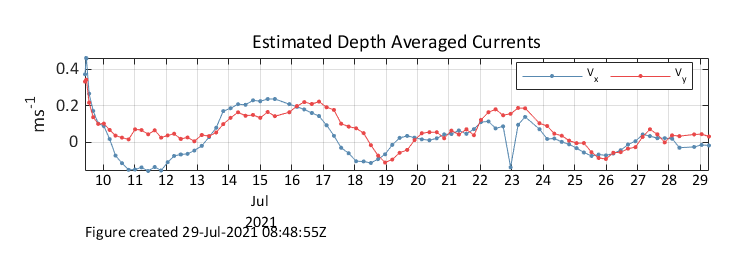 Estimated Depth Averaged Currents
ms-1
0.4
0.2
0
Vx Vy
10 11 12 13 14 15 16 17 18 19 20 21 22 23 24 25 26 27 28 29
Jul
2021
Figure created 29-Jul-2021 08:48:55Z